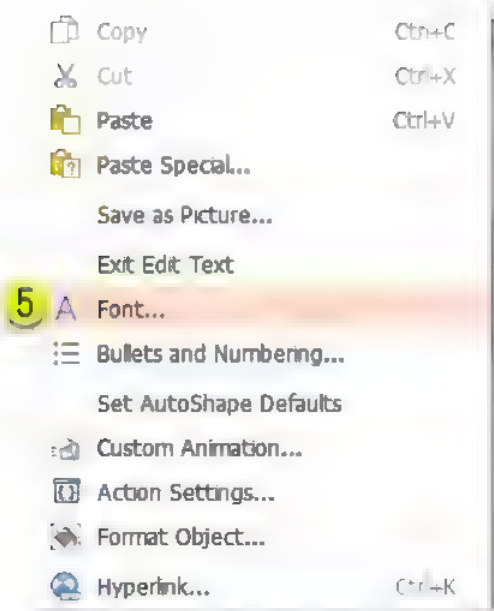 Copy Ctrl+C
Cut Ctrl+X
Paste Ctrl+V
Paste Special...
Save as Picture...
Exit Edit Text
5 Font...
Bullets and Numbering...
Set AutoShape Defaults
Custom Animation...
Action Settings...
Format Object...
Hyperlink... Ctrl+K